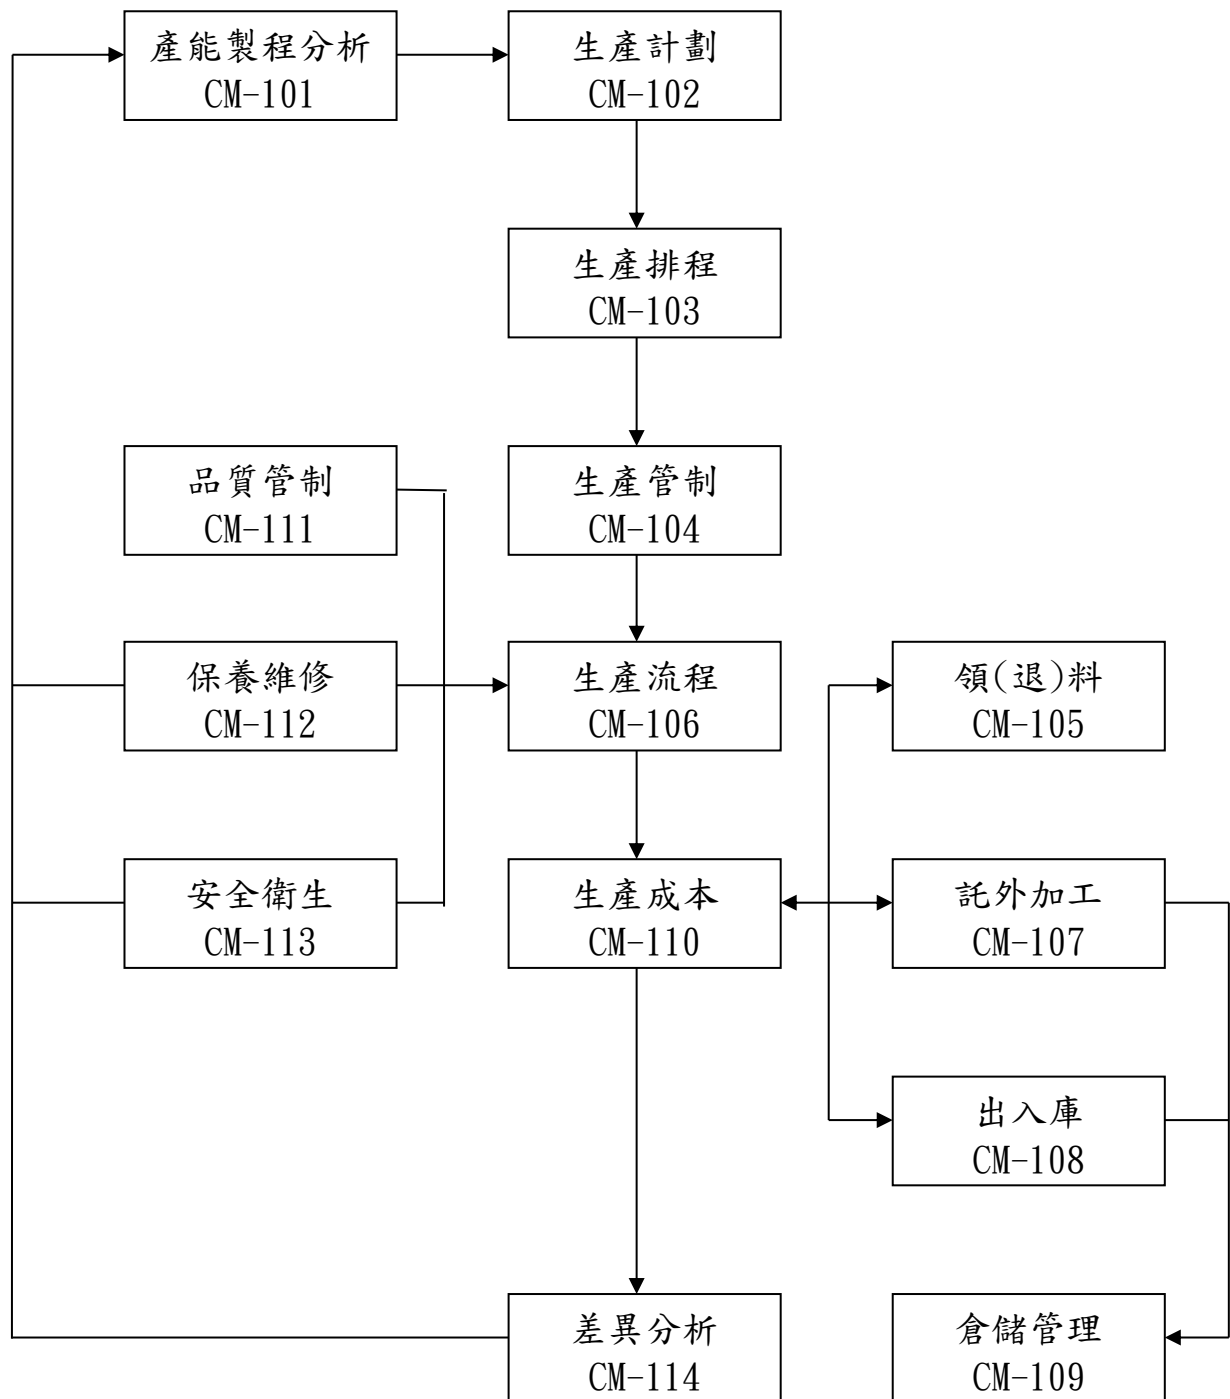 產能製程分析
CM-101
生產計劃
CM-102
生產排程
CM-103
品質管制
CM-111
生產管制
CM-104
保養維修
CM-112
生產流程
CM-106
領(退)料
CM-105
安全衛生
CM-113
生產成本
CM-110
託外加工
CM-107
出入庫
CM-108
差異分析
CM-114
倉儲管理
CM-109